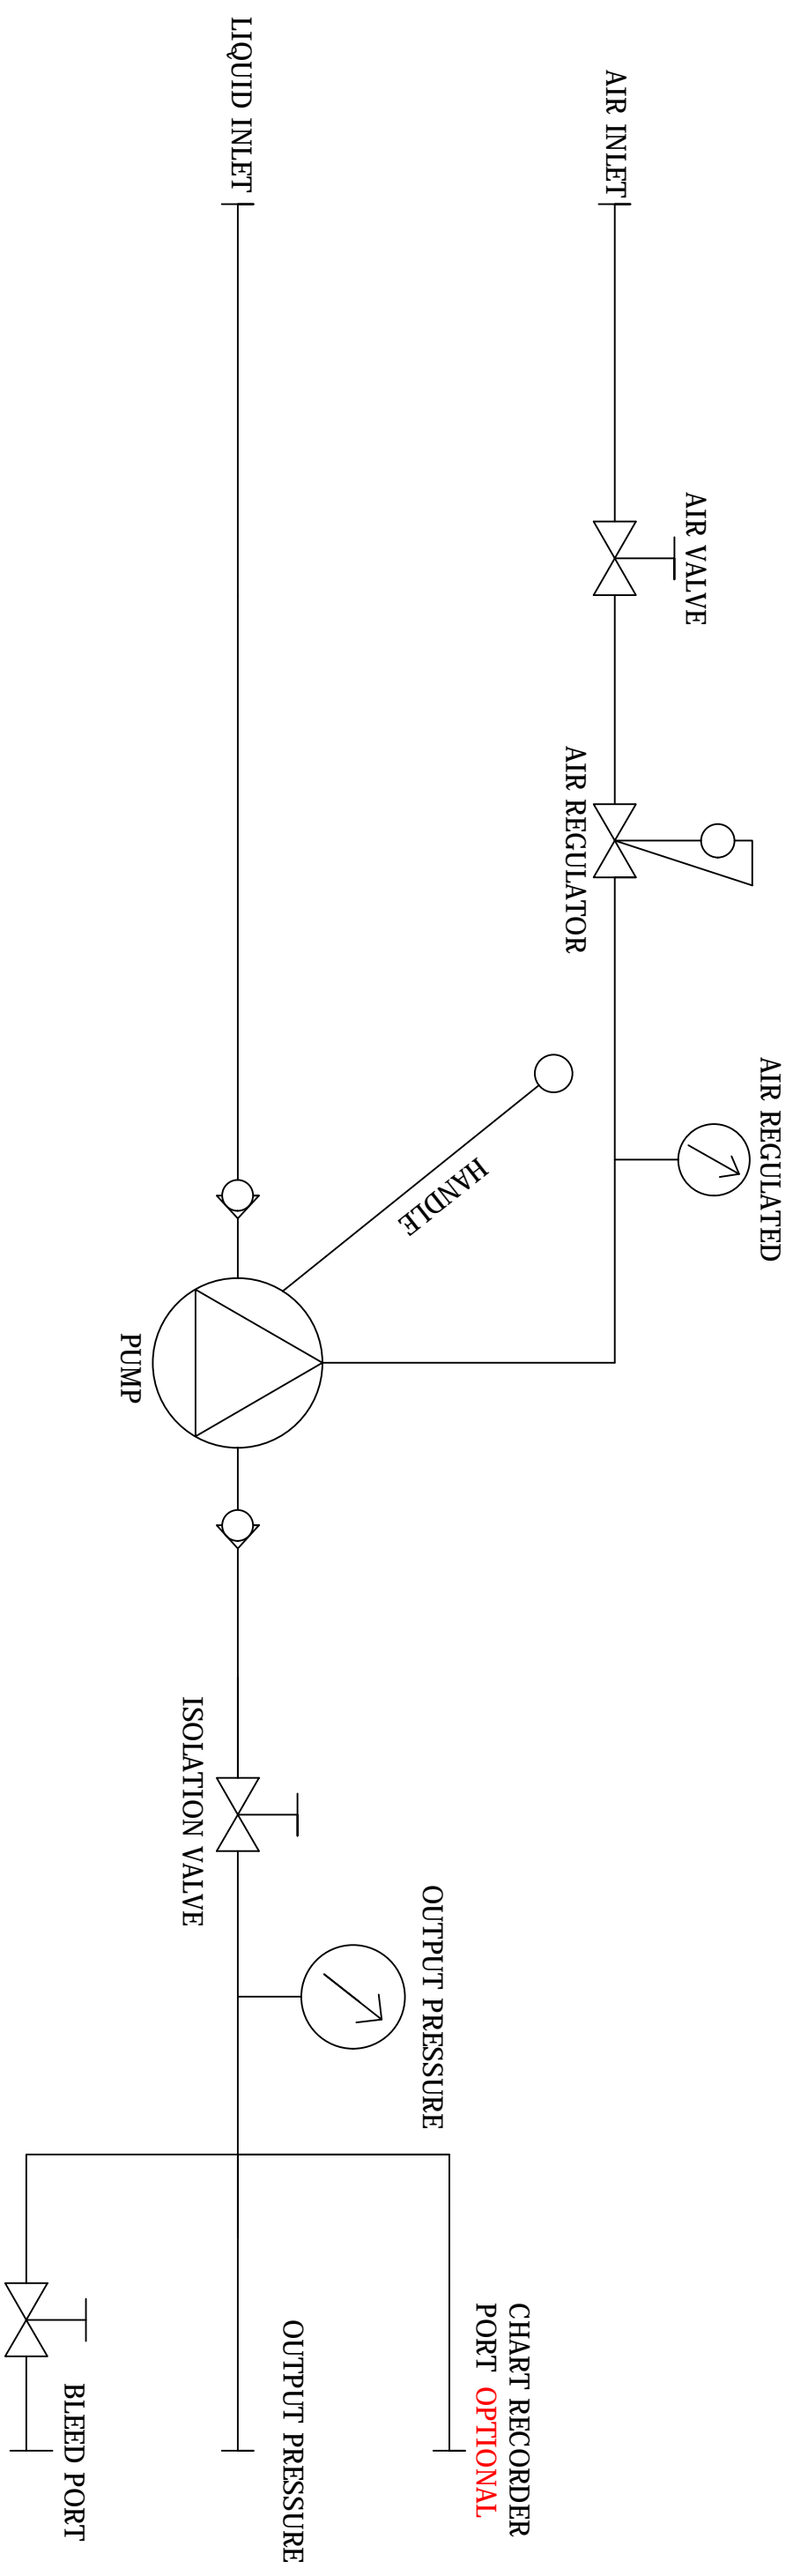 AIR INLET
AIR VALVE
AIR REGULATOR
AIR REGULATED
LIQUID INLET
HANDLE
PUMP
ISOLATION VALVE
OUTPUT PRESSURE
CHART RECORDER
PORT OPTIONAL
OUTPUT PRESSURE
BLEED PORT